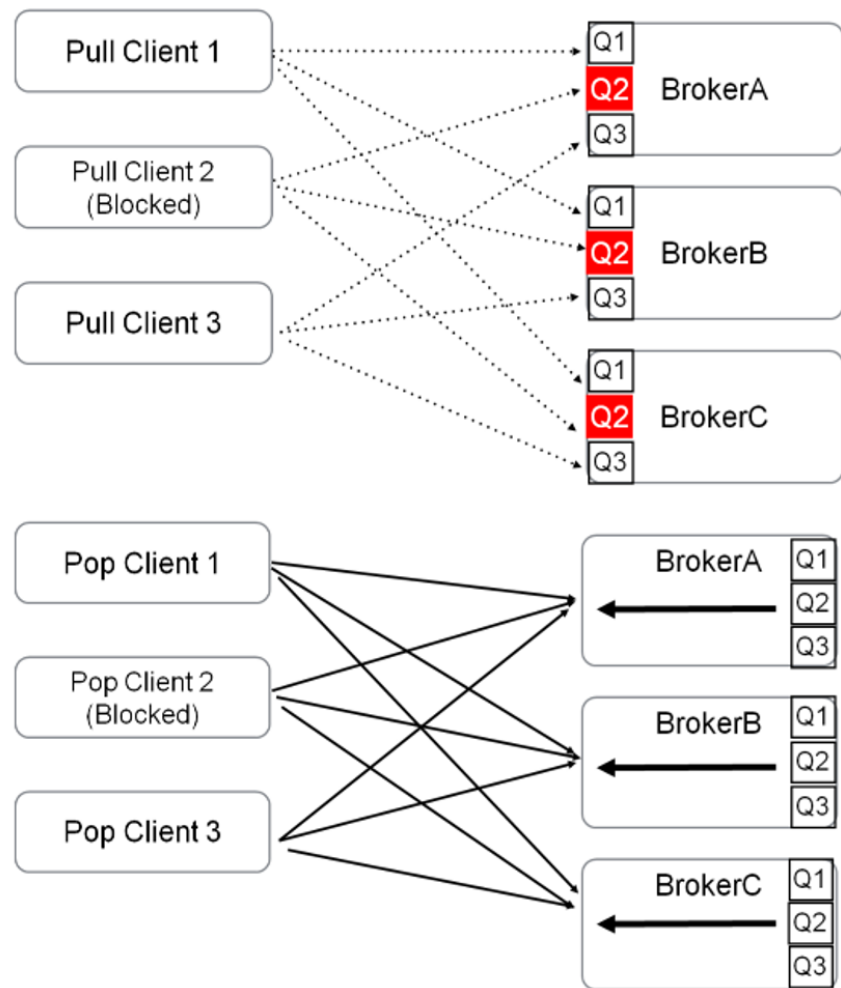 Pull Client 1
Q1
Q2
BrokerA
Q3
Pull Client 2
(Blocked)
Q1
Q2
BrokerB
Q3
Pull Client 3
Q1
Q2
BrokerC
Q3
Pop Client 1
BrokerA
Q1
Q2
Q3
Pop Client 2
(Blocked)
BrokerB
Q1
Q2
Q3
Pop Client 3
BrokerC
Q1
Q2
Q3